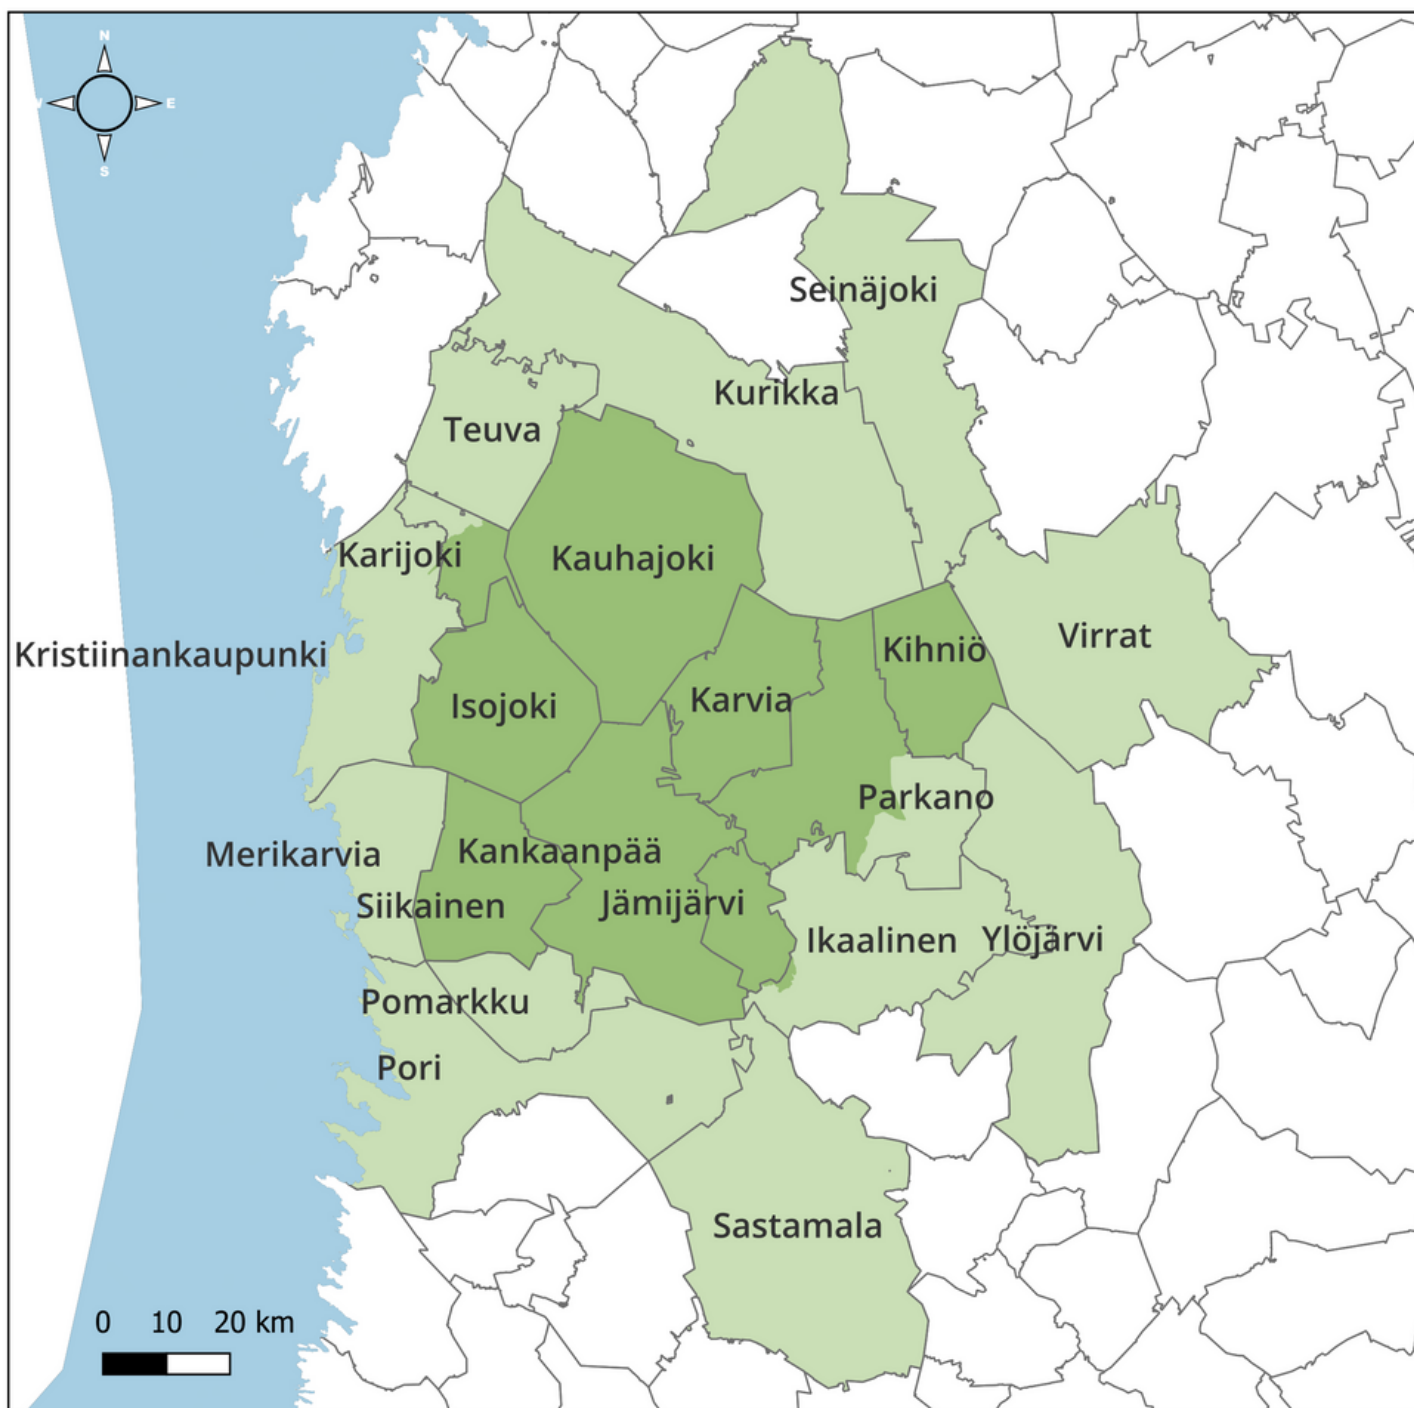 N
E
S
Seinäjoki
Kurikka
Teuva
Karijoki
Kauhajoki
Kristiinankaupunki
Kihniö
Virrat
Isojoki
Karvia
Parkano
Merikarvia
Kankaanpää
Siikainen
Jämijärvi
Ikaalinen
Ylöjärvi
Pomarkku
Pori
Sastamala
0 10 20 km